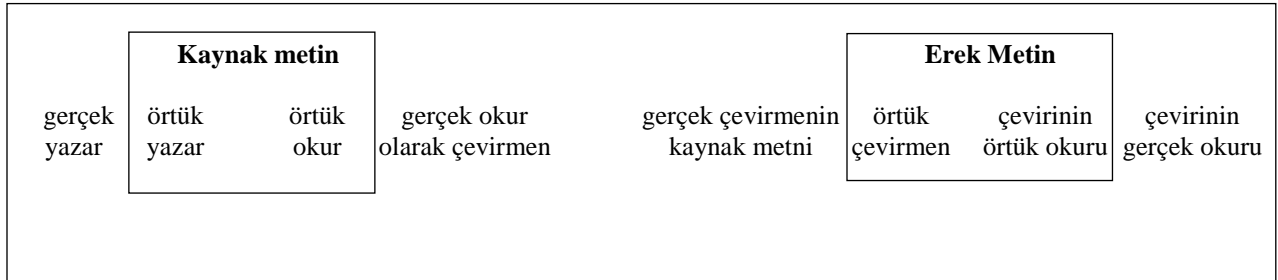 Kaynak metin Erek Metin
gerçek örtük örtük gerçek okur gerçek çevirmenin örtük çevirinin çevirinin
yazar yazar okur olarak çevirmen kaynak metni çevirmen örtük okuru gerçek okuru